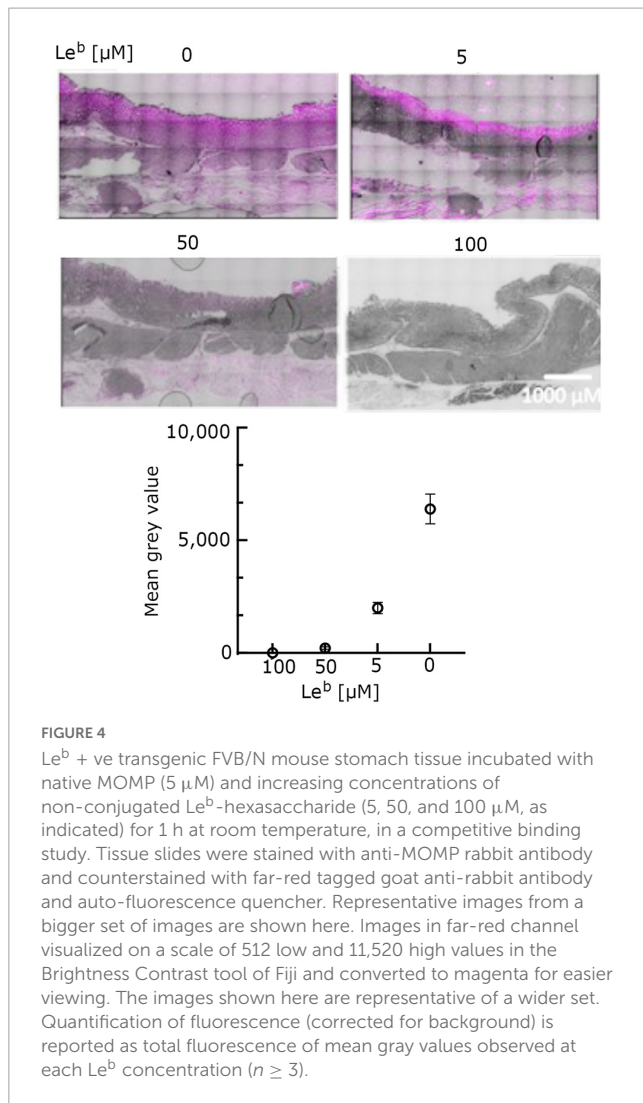 Leᵇ [μM] 0 5
50 100
1000 μM
10,000
5,000
0
Mean grey value
100 50 5 0
Leᵇ [μM]
FIGURE 4
Leᵇ + ve transgenic FVB/N mouse stomach tissue incubated with
native MOMP (5 μM) and increasing concentrations of
non-conjugated Leᵇ-hexasaccharide (5, 50, and 100 μM, as
indicated) for 1 h at room temperature, in a competitive binding
study. Tissue slides were stained with anti-MOMP rabbit antibody
and counterstained with far-red tagged goat anti-rabbit antibody
and auto-fluorescence quencher. Representative images from a
bigger set of images are shown here. Images in far-red channel
visualized on a scale of 512 low and 11,520 high values in the
Brightness Contrast tool of Fiji and converted to magenta for easier
viewing. The images shown here are representative of a wider set.
Quantification of fluorescence (corrected for background) is
reported as total fluorescence of mean gray values observed at
each Leᵇ concentration (n ≥ 3).